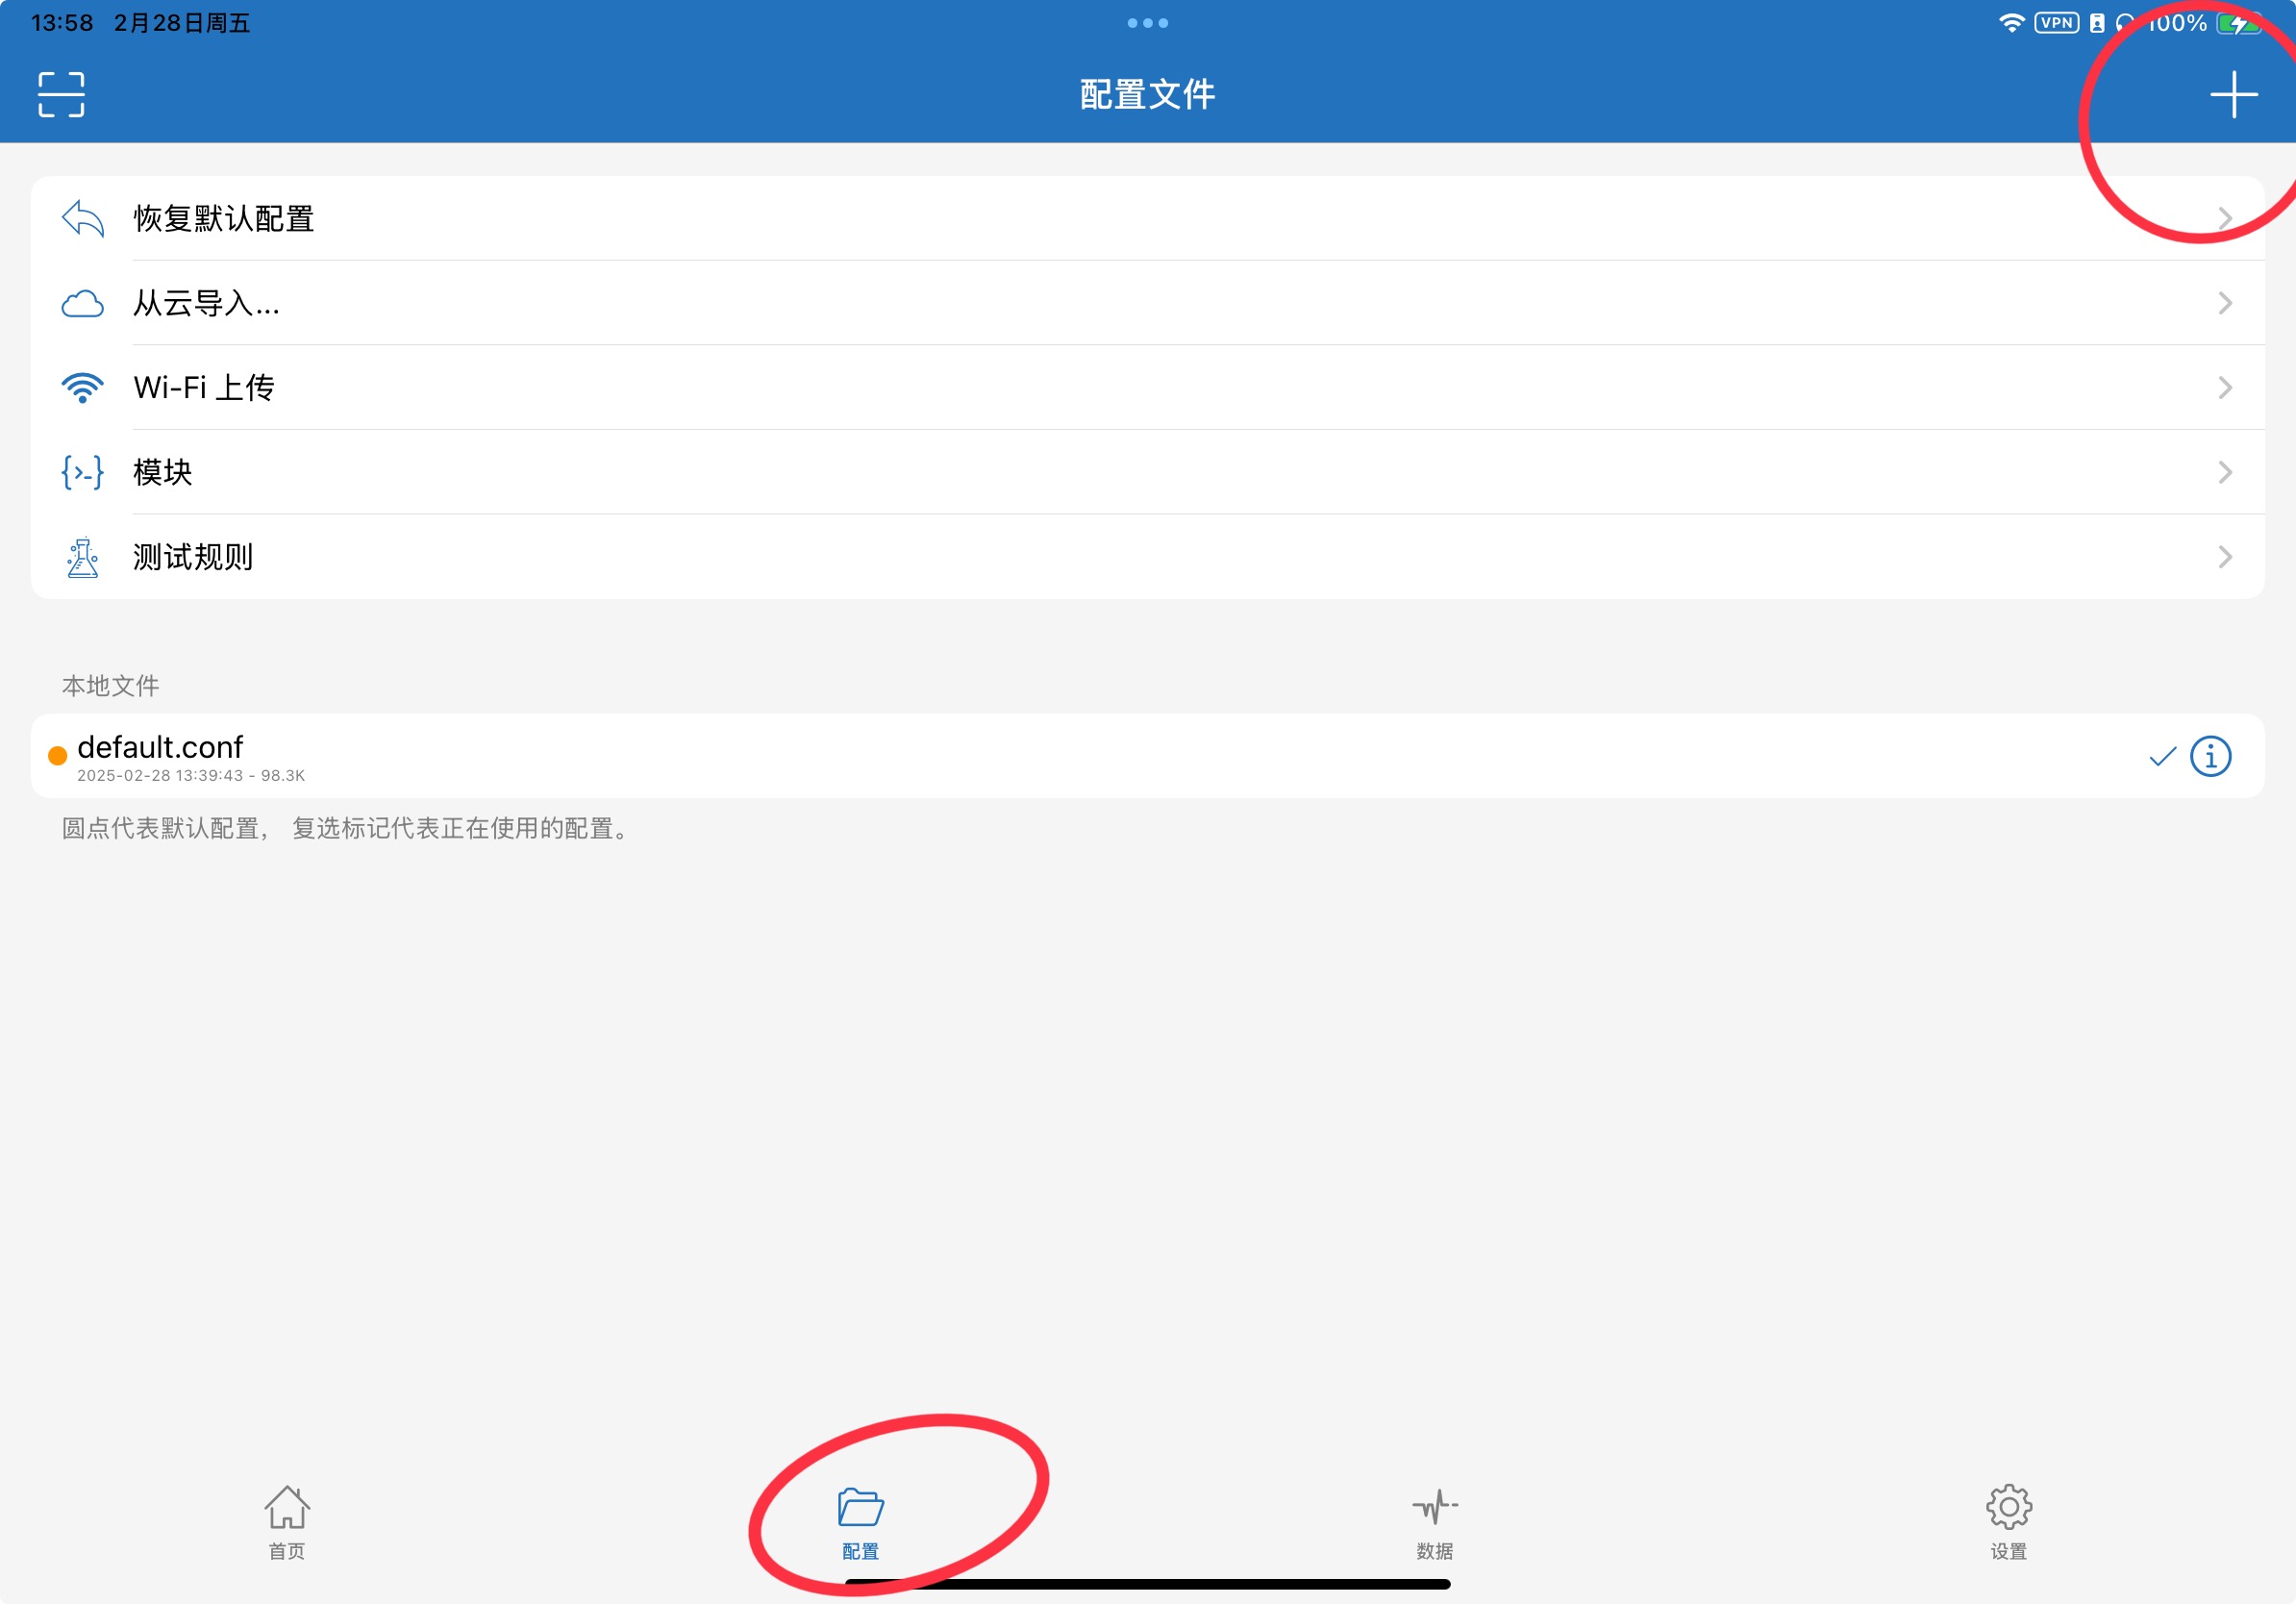 13:58 2月28日周五
VPN 100%
配置文件
恢复默认配置
从云导入...
Wi-Fi 上传
模块
测试规则
本地文件
default.conf
2025-02-28 13:39:43 - 98.3K
圆点代表默认配置， 复选标记代表正在使用的配置。
首页
配置
数据
设置